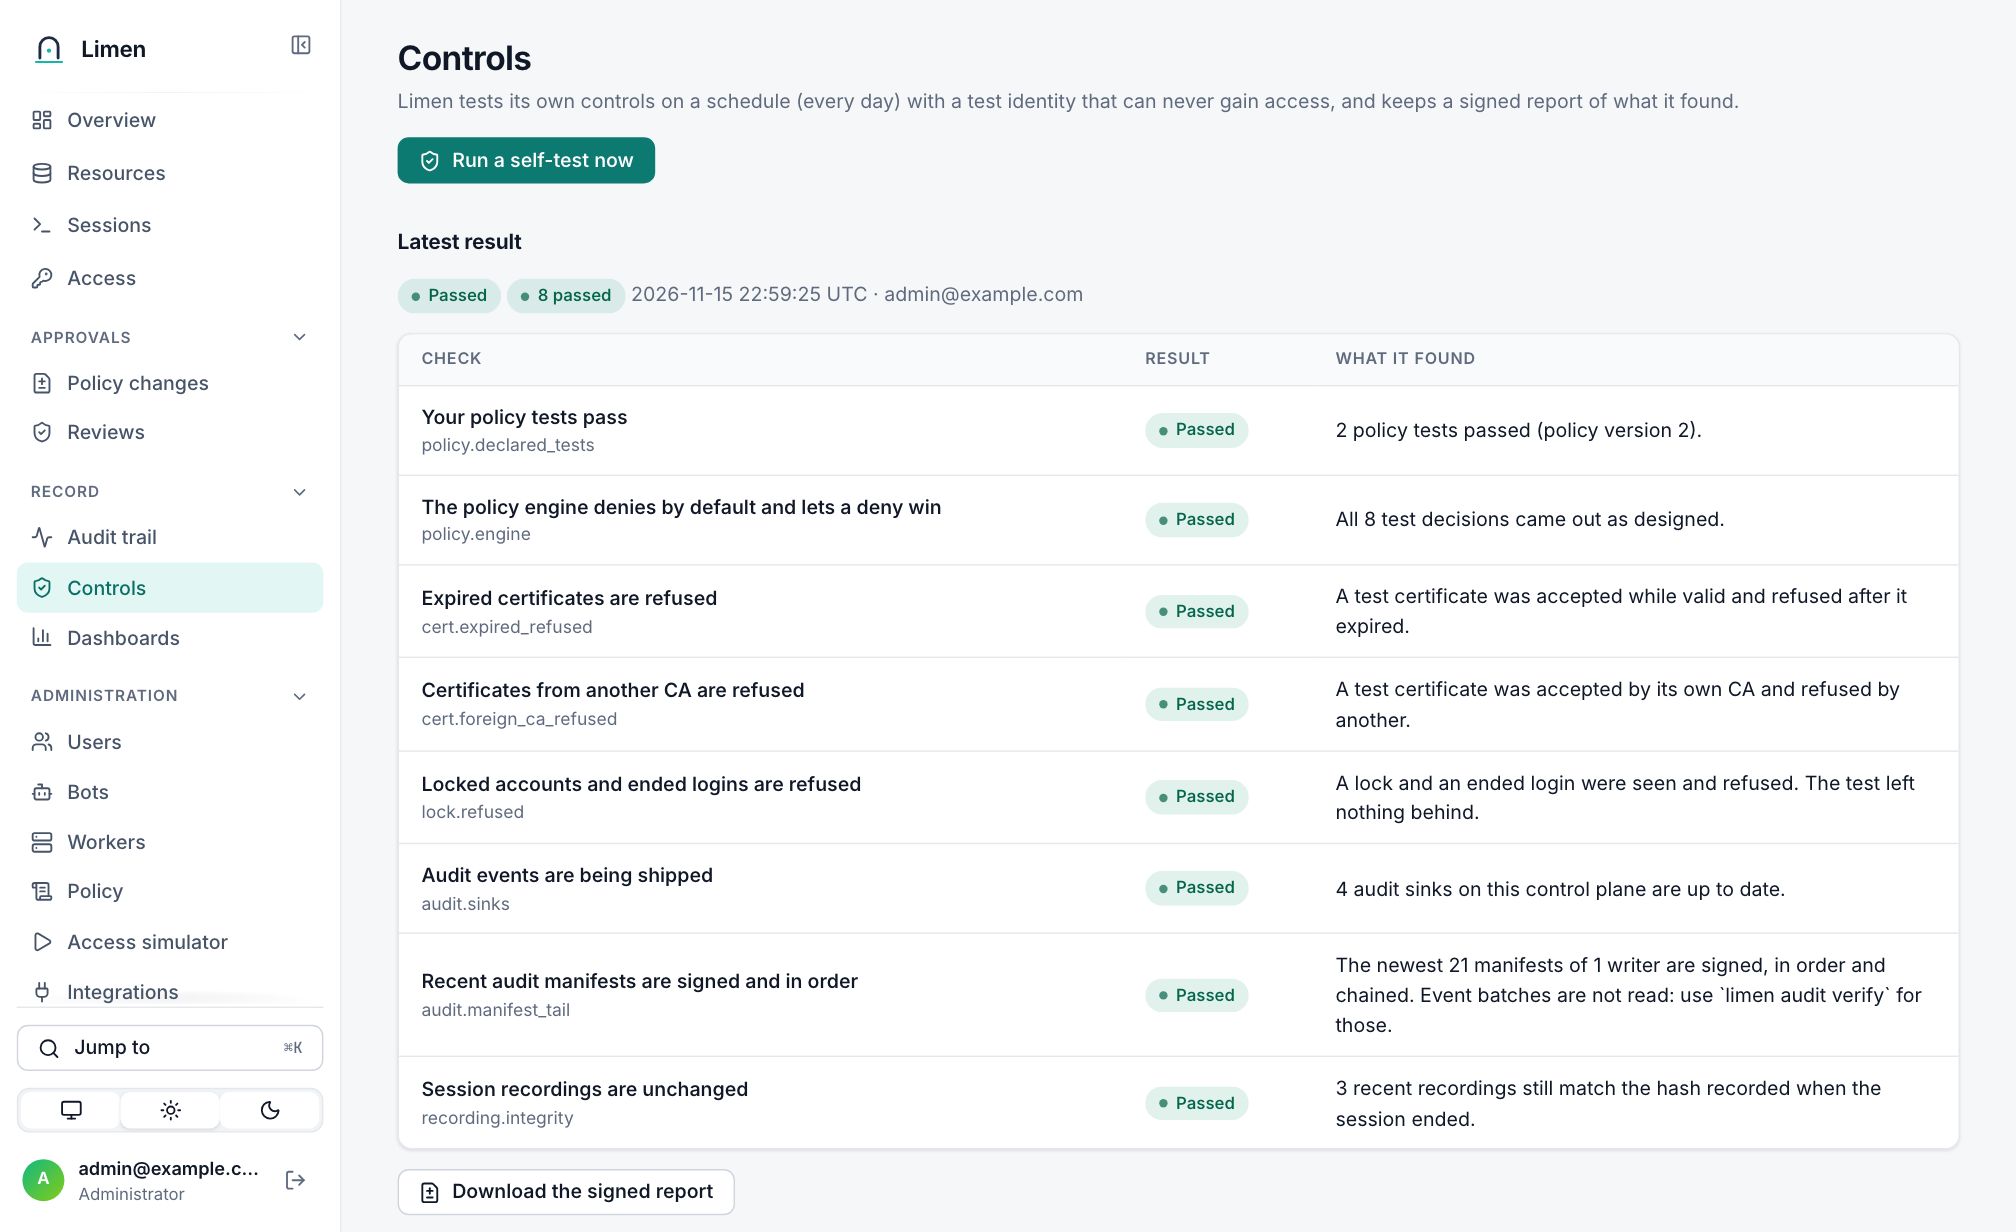 Limen
Overview
Resources
Sessions
Access
APPROVALS
Policy changes
Reviews
RECORD
Audit trail
Controls
Dashboards
ADMINISTRATION
Users
Bots
Workers
Policy
Access simulator
Integrations
Jump to ⌘K
A
admin@example.c...
Administrator
Controls
Limen tests its own controls on a schedule (every day) with a test identity that can never gain access, and keeps a signed report of what it found.
Run a self-test now
Latest result
Passed 8 passed 2026-11-15 22:59:25 UTC · admin@example.com
CHECK RESULT WHAT IT FOUND
Your policy tests pass
policy.declared_tests
Passed
2 policy tests passed (policy version 2).
The policy engine denies by default and lets a deny win
policy.engine
Passed
All 8 test decisions came out as designed.
Expired certificates are refused
cert.expired_refused
Passed
A test certificate was accepted while valid and refused after it
expired.
Certificates from another CA are refused
cert.foreign_ca_refused
Passed
A test certificate was accepted by its own CA and refused by
another.
Locked accounts and ended logins are refused
lock.refused
Passed
A lock and an ended login were seen and refused. The test left
nothing behind.
Audit events are being shipped
audit.sinks
Passed
4 audit sinks on this control plane are up to date.
Recent audit manifests are signed and in order
audit.manifest_tail
Passed
The newest 21 manifests of 1 writer are signed, in order and
chained. Event batches are not read: use `limen audit verify` for
those.
Session recordings are unchanged
recording.integrity
Passed
3 recent recordings still match the hash recorded when the
session ended.
Download the signed report